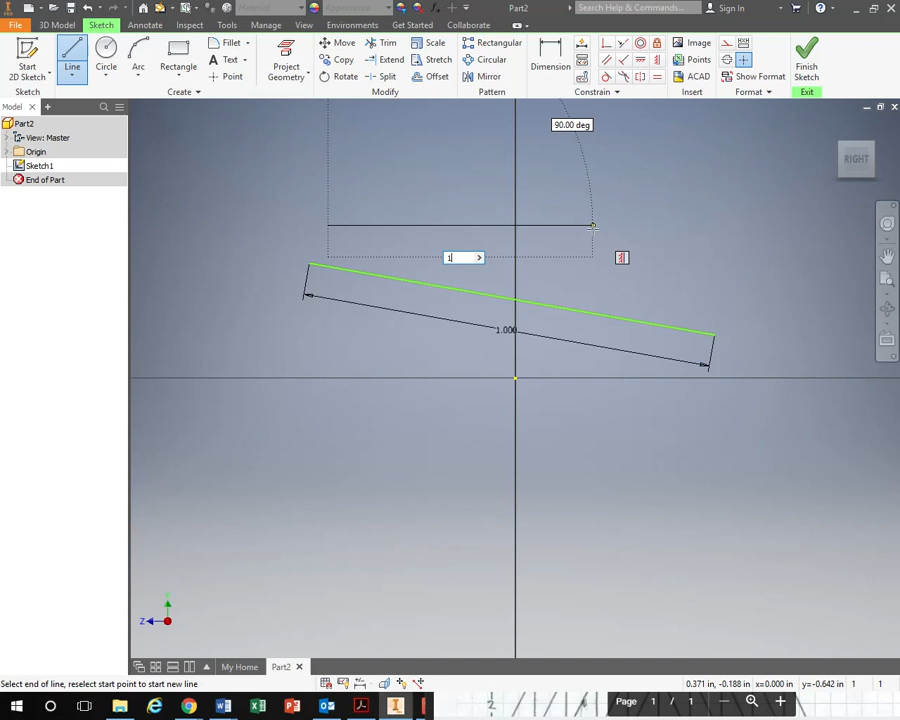 Material
Appearance
Part2
Search Help & Commands...
Sign In
File 3D Model Sketch Annotate Inspect Tools Manage View Environments Get Started Collaborate
Start 2D Sketch
Line
Circle
Arc
Rectangle
Fillet
Text
Point
Project Geometry
Move
Copy
Rotate
Trim
Extend
Split
Scale
Stretch
Offset
Rectangular
Circular
Mirror
Dimension
Image
Points
ACAD
Show Format
Finish Sketch
Sketch Create Modify Pattern Constrain Insert Format Exit
Model
Part2
View: Master
Origin
Sketch1
End of Part
90.00 deg
RIGHT
1
1.000
Y
Z
My Home Part2
Select end of line, reselect start point to start new line
0.371 in, -0.188 in x=0.000 in y=-0.642 in 1 1
Page 1 / 1